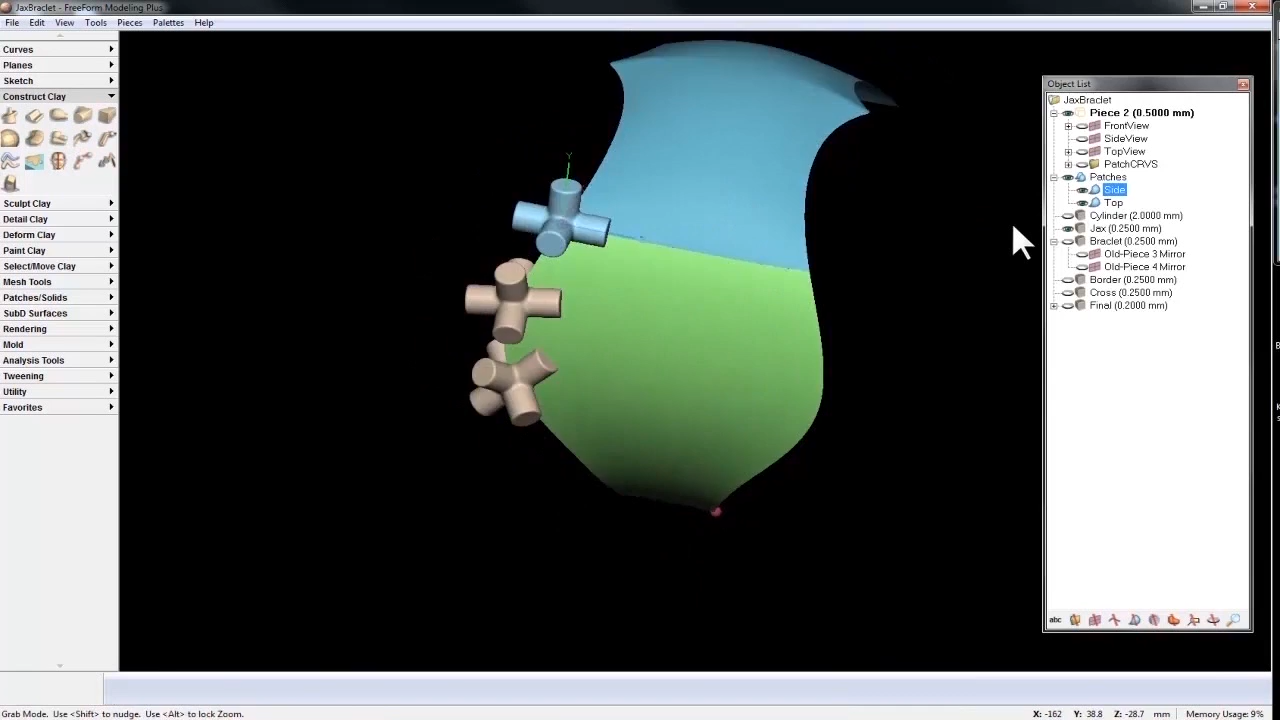 JaxBraclet - FreeForm Modeling Plus
File Edit View Tools Pieces Palettes Help
Curves
Planes
Sketch
Construct Clay
Sculpt Clay
Detail Clay
Deform Clay
Paint Clay
Select/Move Clay
Mesh Tools
Patches/Solids
SubD Surfaces
Rendering
Mold
Analysis Tools
Tweening
Utility
Favorites
Y
Object List
JaxBraclet
Piece 2 (0.5000 mm)
FrontView
SideView
TopView
PatchCRVS
Patches
Side
Top
Cylinder (2.0000 mm)
Jax (0.2500 mm)
Braclet (0.2500 mm)
Old-Piece 3 Mirror
Old-Piece 4 Mirror
Border (0.2500 mm)
Cross (0.2500 mm)
Final (0.2000 mm)
abc
Grab Mode. Use <Shift> to nudge. Use <Alt> to lock Zoom.
X: -162 Y: 38.8 Z: -28.7 mm Memory Usage: 9%